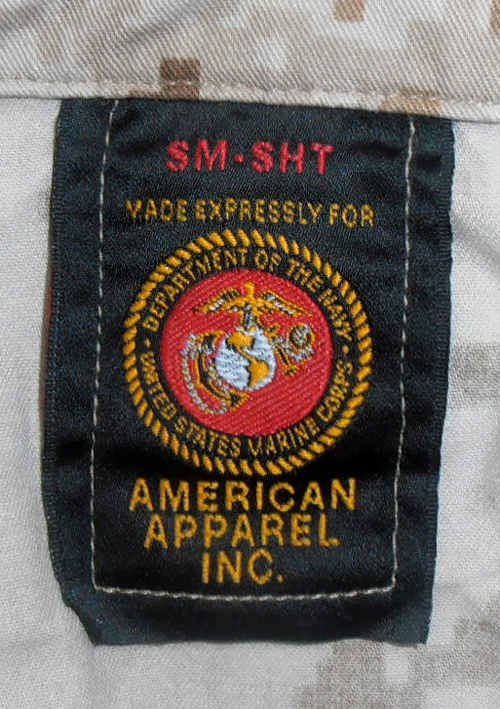 SM-SHT
MADE EXPRESSLY FOR
DEPARTMENT OF THE NAVY
UNITED STATES MARINE CORPS
AMERICAN
APPAREL
INC.